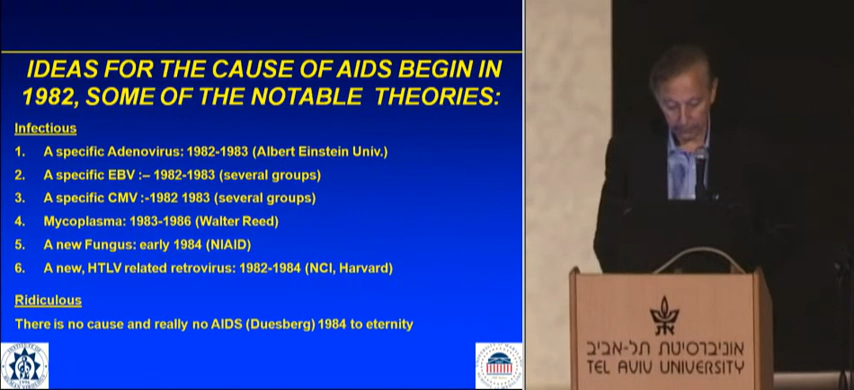 IDEAS FOR THE CAUSE OF AIDS BEGIN IN
1982, SOME OF THE NOTABLE THEORIES:
Infectious
1. A specific Adenovirus: 1982-1983 (Albert Einstein Univ.)
2. A specific EBV :– 1982-1983 (several groups)
3. A specific CMV :-1982 1983 (several groups)
4. Mycoplasma: 1983-1986 (Walter Reed)
5. A new Fungus: early 1984 (NIAID)
6. A new, HTLV related retrovirus: 1982-1984 (NCI, Harvard)
Ridiculous
There is no cause and really no AIDS (Duesberg) 1984 to eternity
אוניברסיטת תל-אביב
TEL AVIV UNIVERSITY